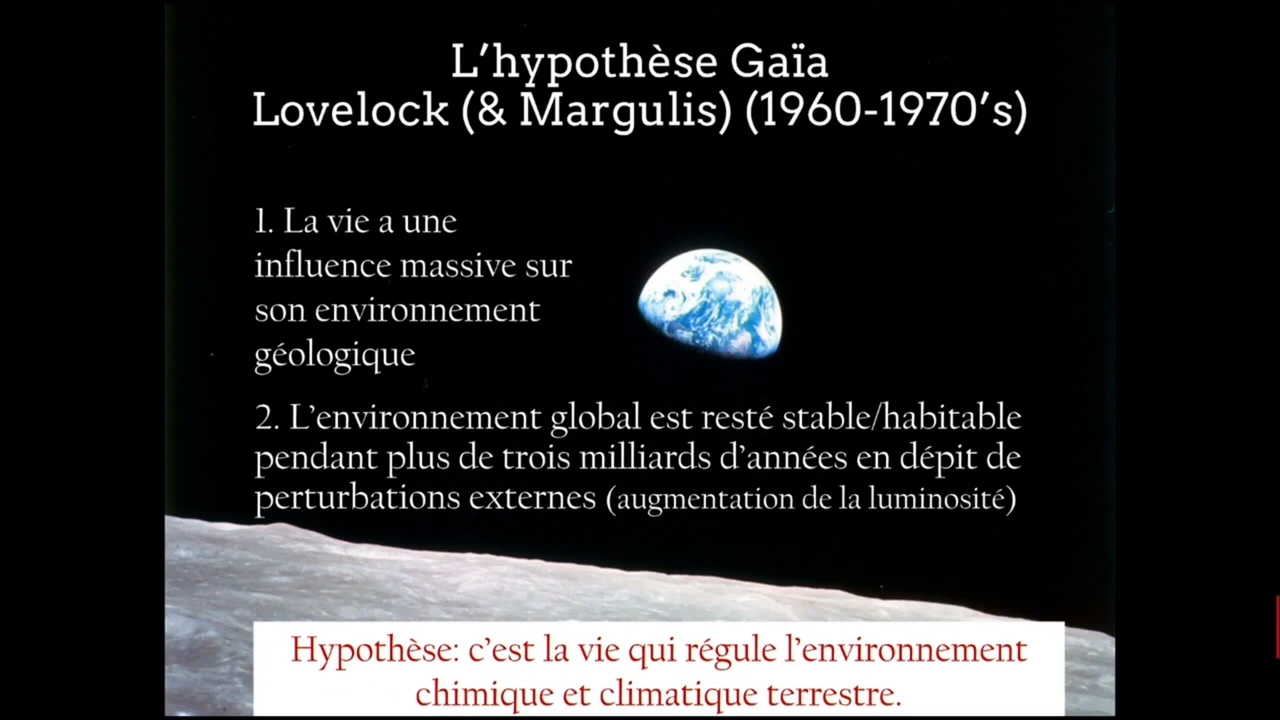 L’hypothèse Gaïa
Lovelock (& Margulis) (1960-1970’s)
1. La vie a une
influence massive sur
son environnement
géologique
2. L’environnement global est resté stable/habitable
pendant plus de trois milliards d’années en dépit de
perturbations externes (augmentation de la luminosité)
Hypothèse: c’est la vie qui régule l’environnement
chimique et climatique terrestre.